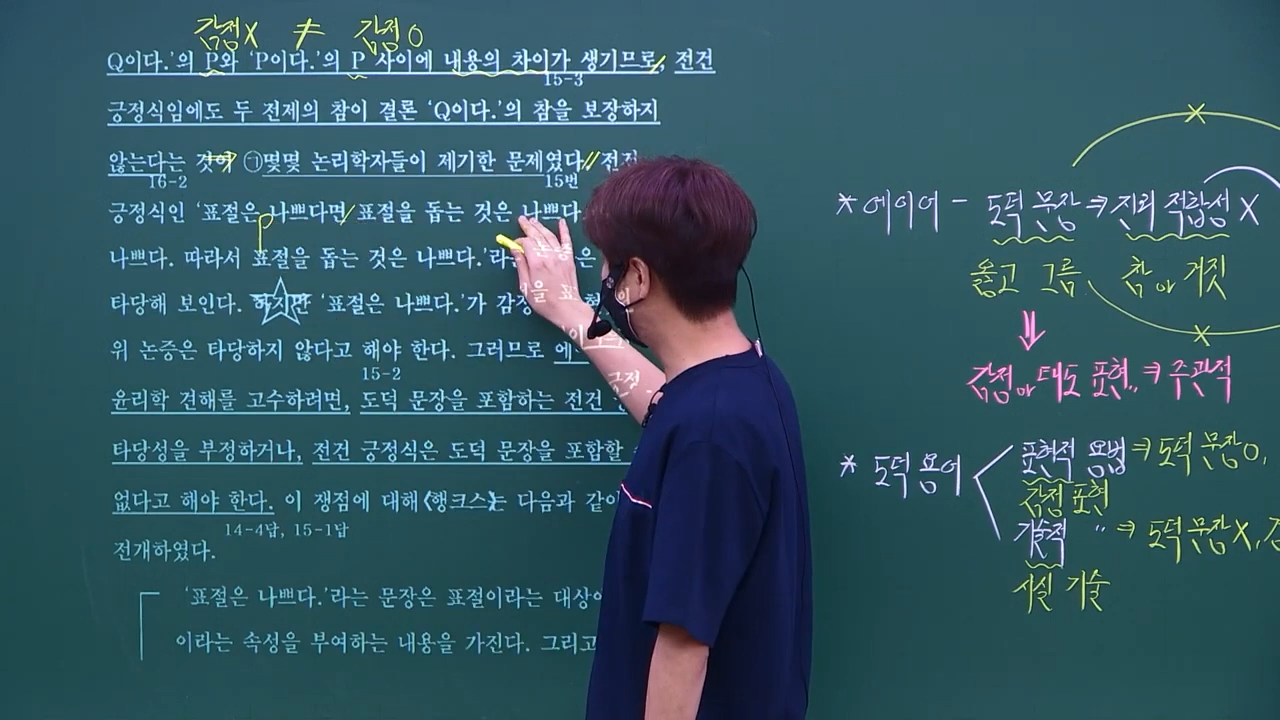 감정X ≠ 감정O
Q이다.'의 P와 'P이다.'의 P 사이에 내용의 차이가 생기므로, 전건
15-3
긍정식임에도 두 전제의 참이 결론 'Q이다.'의 참을 보장하지
않는다는 것이 ㉠몇몇 논리학자들이 제기한 문제였다. 전건
16-2 15번
긍정식인 '표절은 나쁘다면, 표절을 돕는 것은 나쁘다.
P
나쁘다. 따라서 표절을 돕는 것은 나쁘다.'라는 논증은
타당해 보인다. 하지만 '표절은 나쁘다.'가 감정을 표
위 논증은 타당하지 않다고 해야 한다. 그러므로
15-2
윤리학 견해를 고수하려면, 도덕 문장을 포함하는 전건 긍정
타당성을 부정하거나, 전건 긍정식은 도덕 문장을 포함할
없다고 해야 한다. 이 쟁점에 대해 행크스는 다음과 같이
14-4답, 15-1답
전개하였다.
'표절은 나쁘다.'라는 문장은 표절이라는 대상
이라는 속성을 부여하는 내용을 가진다. 그리고
* 에이어 - 도덕 문장 ⇒ 진리 적합성 X
옳고 그름 참 or 거짓
감정 or 태도 표현 ⇒ 주관적
* 도덕 용어
표현적 용법 ⇒ 도덕 문장O,
감정 표현
기술적 〃 ⇒ 도덕 문장X,
사실 기술